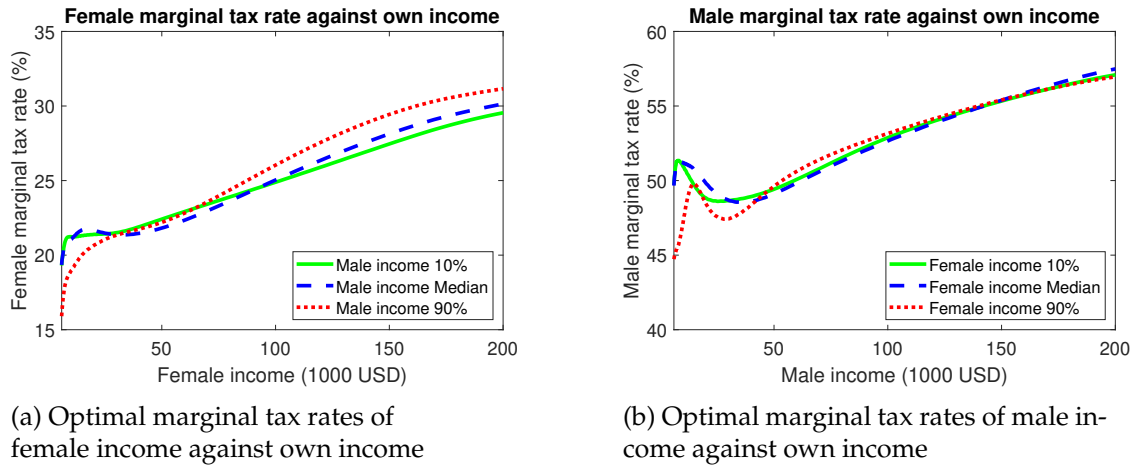 Female marginal tax rate against own income
35
30
25
20
15
Female marginal tax rate (%)
Male income 10%
Male income Median
Male income 90%
50
100
150
200
Female income (1000 USD)
(a) Optimal marginal tax rates of
female income against own income
Male marginal tax rate against own income
60
55
50
45
40
Male marginal tax rate (%)
Female income 10%
Female income Median
Female income 90%
50
100
150
200
Male income (1000 USD)
(b) Optimal marginal tax rates of male in-
come against own income